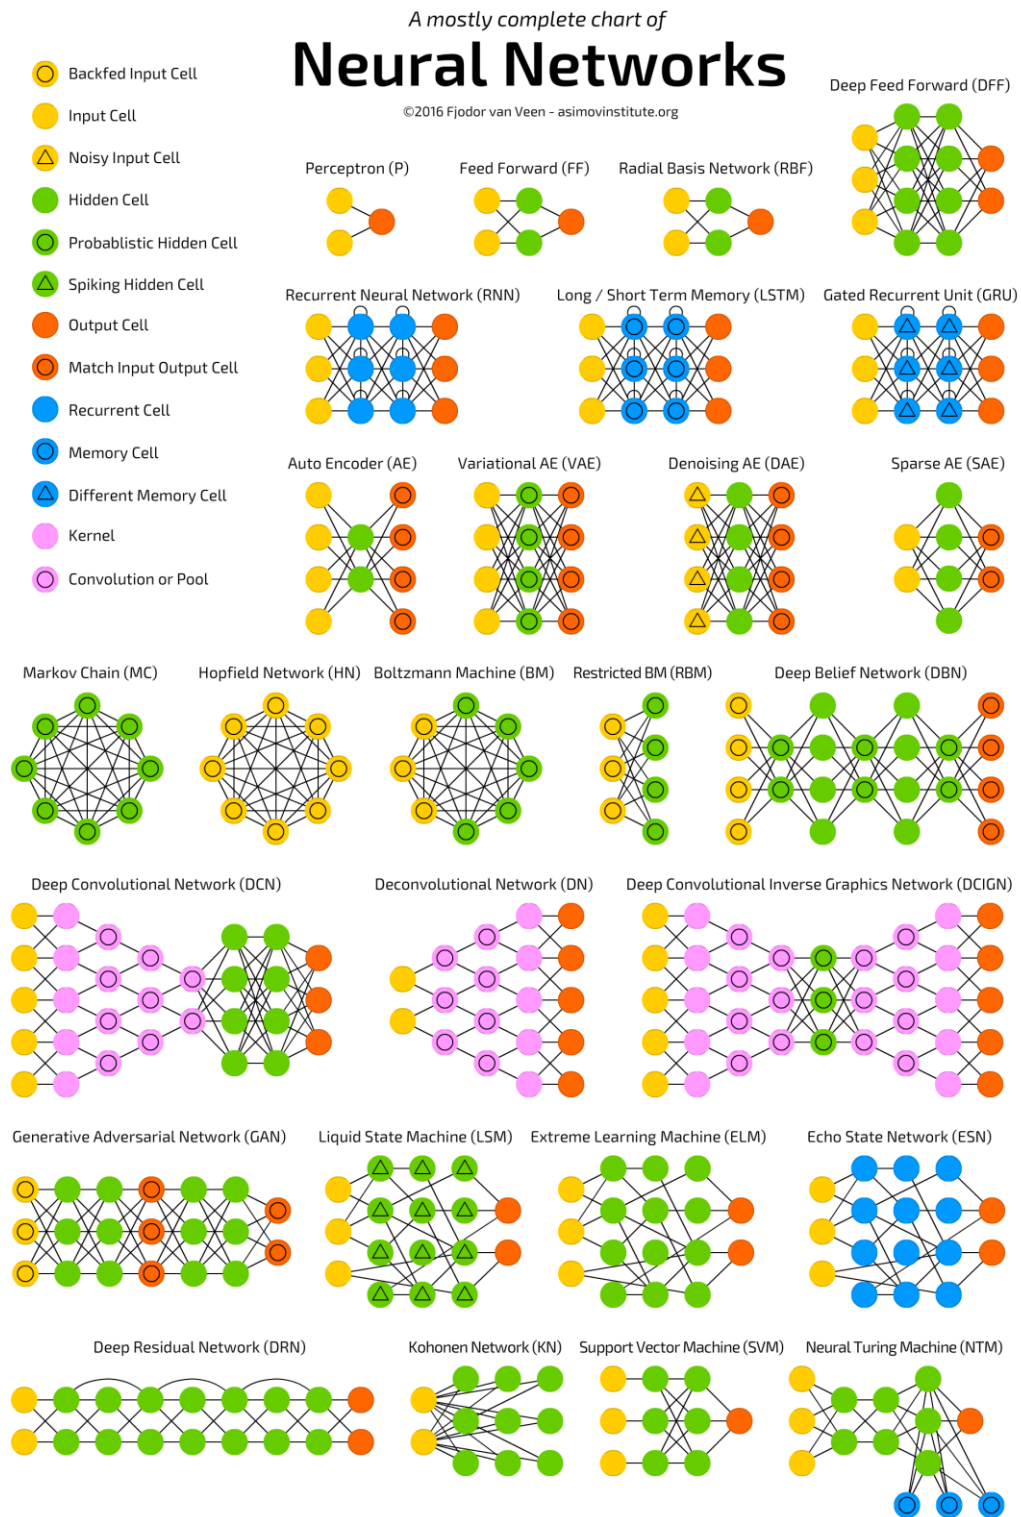 A mostly complete chart of
Neural Networks
©2016 Fjodor van Veen - asimovinstitute.org
Backfed Input Cell
Input Cell
Noisy Input Cell
Hidden Cell
Probablistic Hidden Cell
Spiking Hidden Cell
Output Cell
Match Input Output Cell
Recurrent Cell
Memory Cell
Different Memory Cell
Kernel
Convolution or Pool
Deep Feed Forward (DFF)
Perceptron (P)
Feed Forward (FF)
Radial Basis Network (RBF)
Recurrent Neural Network (RNN)
Long / Short Term Memory (LSTM)
Gated Recurrent Unit (GRU)
Auto Encoder (AE)
Variational AE (VAE)
Denoising AE (DAE)
Sparse AE (SAE)
Markov Chain (MC)
Hopfield Network (HN)
Boltzmann Machine (BM)
Restricted BM (RBM)
Deep Belief Network (DBN)
Deep Convolutional Network (DCN)
Deconvolutional Network (DN)
Deep Convolutional Inverse Graphics Network (DCIGN)
Generative Adversarial Network (GAN)
Liquid State Machine (LSM)
Extreme Learning Machine (ELM)
Echo State Network (ESN)
Deep Residual Network (DRN)
Kohonen Network (KN)
Support Vector Machine (SVM)
Neural Turing Machine (NTM)